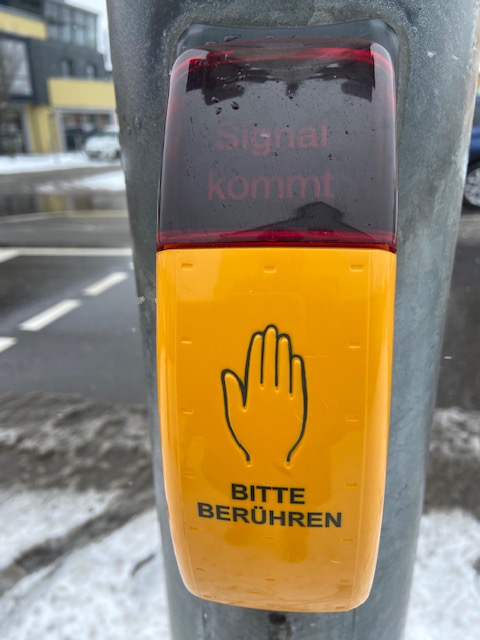 Signal
kommt
BITTE
BERÜHREN